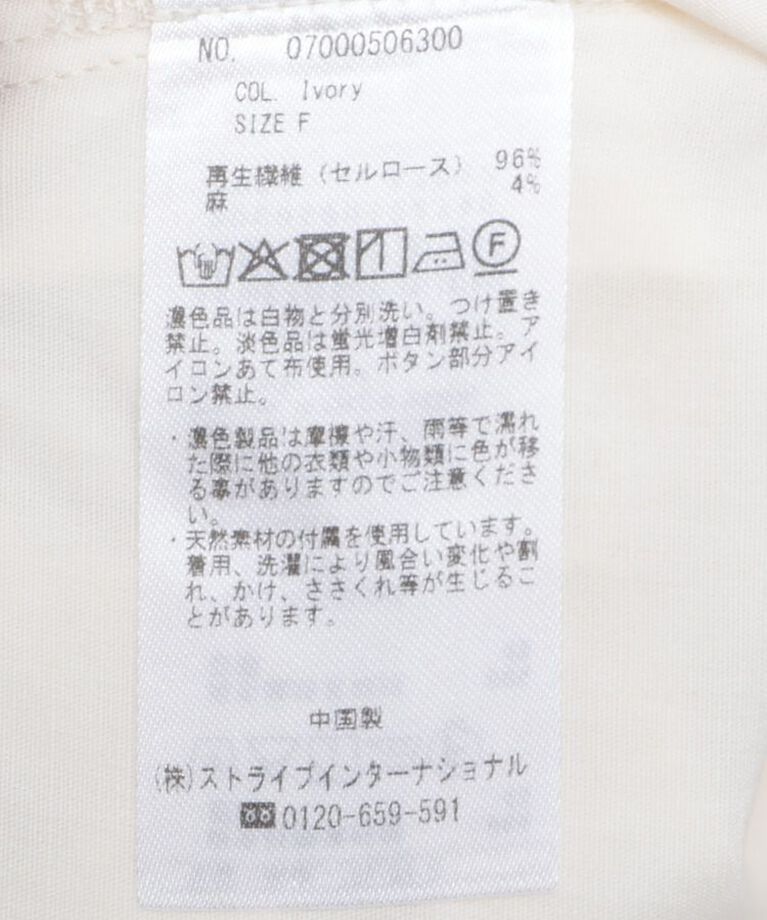 NO. 07000506300
COL. Ivory
SIZE F
再生繊維（セルロース） 96%
麻 4%
F
濃色品は白物と分別洗い。つけ置き
禁止。淡色品は蛍光増白剤禁止。ア
イロンあて布使用。ボタン部分アイ
ロン禁止。
・濃色製品は摩擦や汗、雨等で濡れ
た際に他の衣類や小物類に色が移
る事がありますのでご注意くださ
い。
・天然素材の付属を使用しています。
着用、洗濯により風合い変化や割
れ、かけ、ささくれ等が生じるこ
とがあります。
中国製
(株)ストライプインターナショナル
0120-659-591